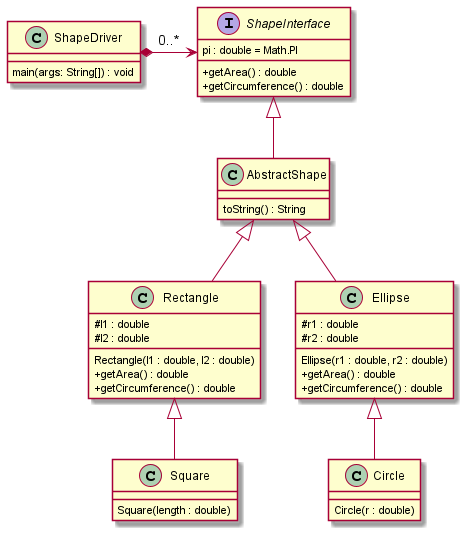 C ShapeDriver
main(args: String[]) : void
0..*
I ShapeInterface
pi : double = Math.PI
+getArea() : double
+getCircumference() : double
C AbstractShape
toString() : String
C Rectangle
#l1 : double
#l2 : double
Rectangle(l1 : double, l2 : double)
+getArea() : double
+getCircumference() : double
C Ellipse
#r1 : double
#r2 : double
Ellipse(r1 : double, r2 : double)
+getArea() : double
+getCircumference() : double
C Square
Square(length : double)
C Circle
Circle(r : double)